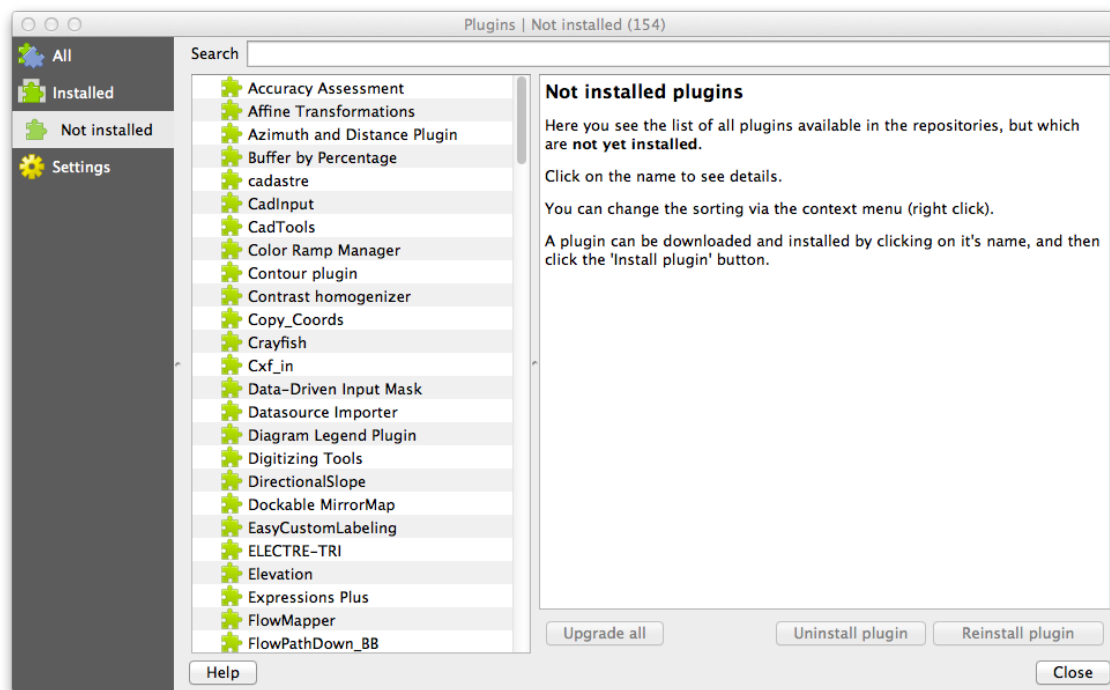 Plugins | Not installed (154)
All
Installed
Not installed
Settings
Search
Accuracy Assessment
Affine Transformations
Azimuth and Distance Plugin
Buffer by Percentage
cadastre
CadInput
CadTools
Color Ramp Manager
Contour plugin
Contrast homogenizer
Copy_Coords
Crayfish
Cxf_in
Data-Driven Input Mask
Datasource Importer
Diagram Legend Plugin
Digitizing Tools
DirectionalSlope
Dockable MirrorMap
EasyCustomLabeling
ELECTRE-TRI
Elevation
Expressions Plus
FlowMapper
FlowPathDown_BB
Not installed plugins
Here you see the list of all plugins available in the repositories, but which
are not yet installed.
Click on the name to see details.
You can change the sorting via the context menu (right click).
A plugin can be downloaded and installed by clicking on it's name, and then
click the 'Install plugin' button.
Upgrade all
Uninstall plugin
Reinstall plugin
Help
Close